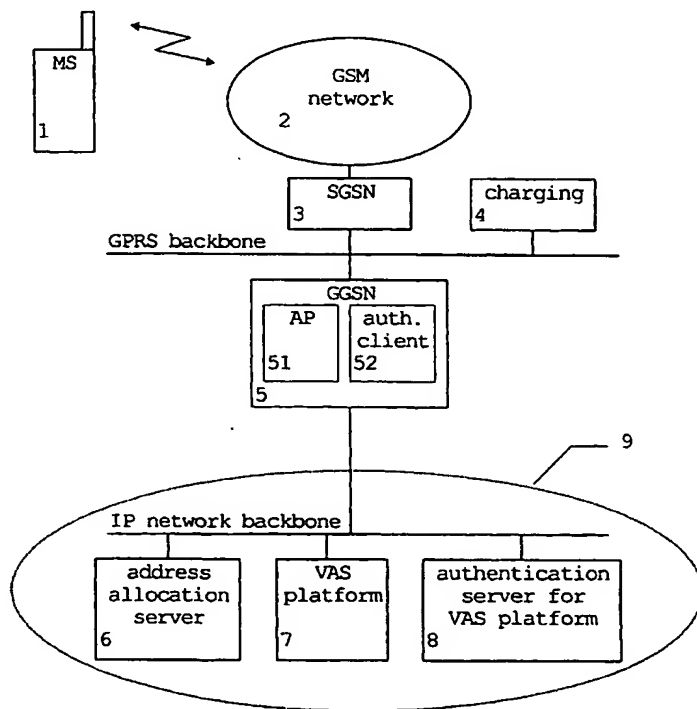 MS
1
GSM
network
2
SGSN
3
charging
4
GPRS backbone
GGSN
AP
51
auth.
client
52
5
9
IP network backbone
address
allocation
server
6
VAS
platform
7
authentication
server for
VAS platform
8